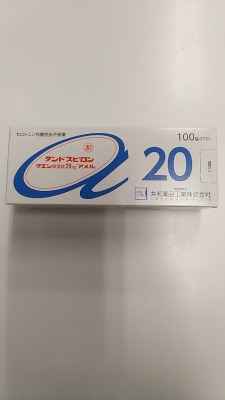 セロトニン作動性抗不安薬
100錠(PTP)
劇
タンドスピロン
クエン酸塩錠20mg「アメル」
20
共和薬品工業株式会社